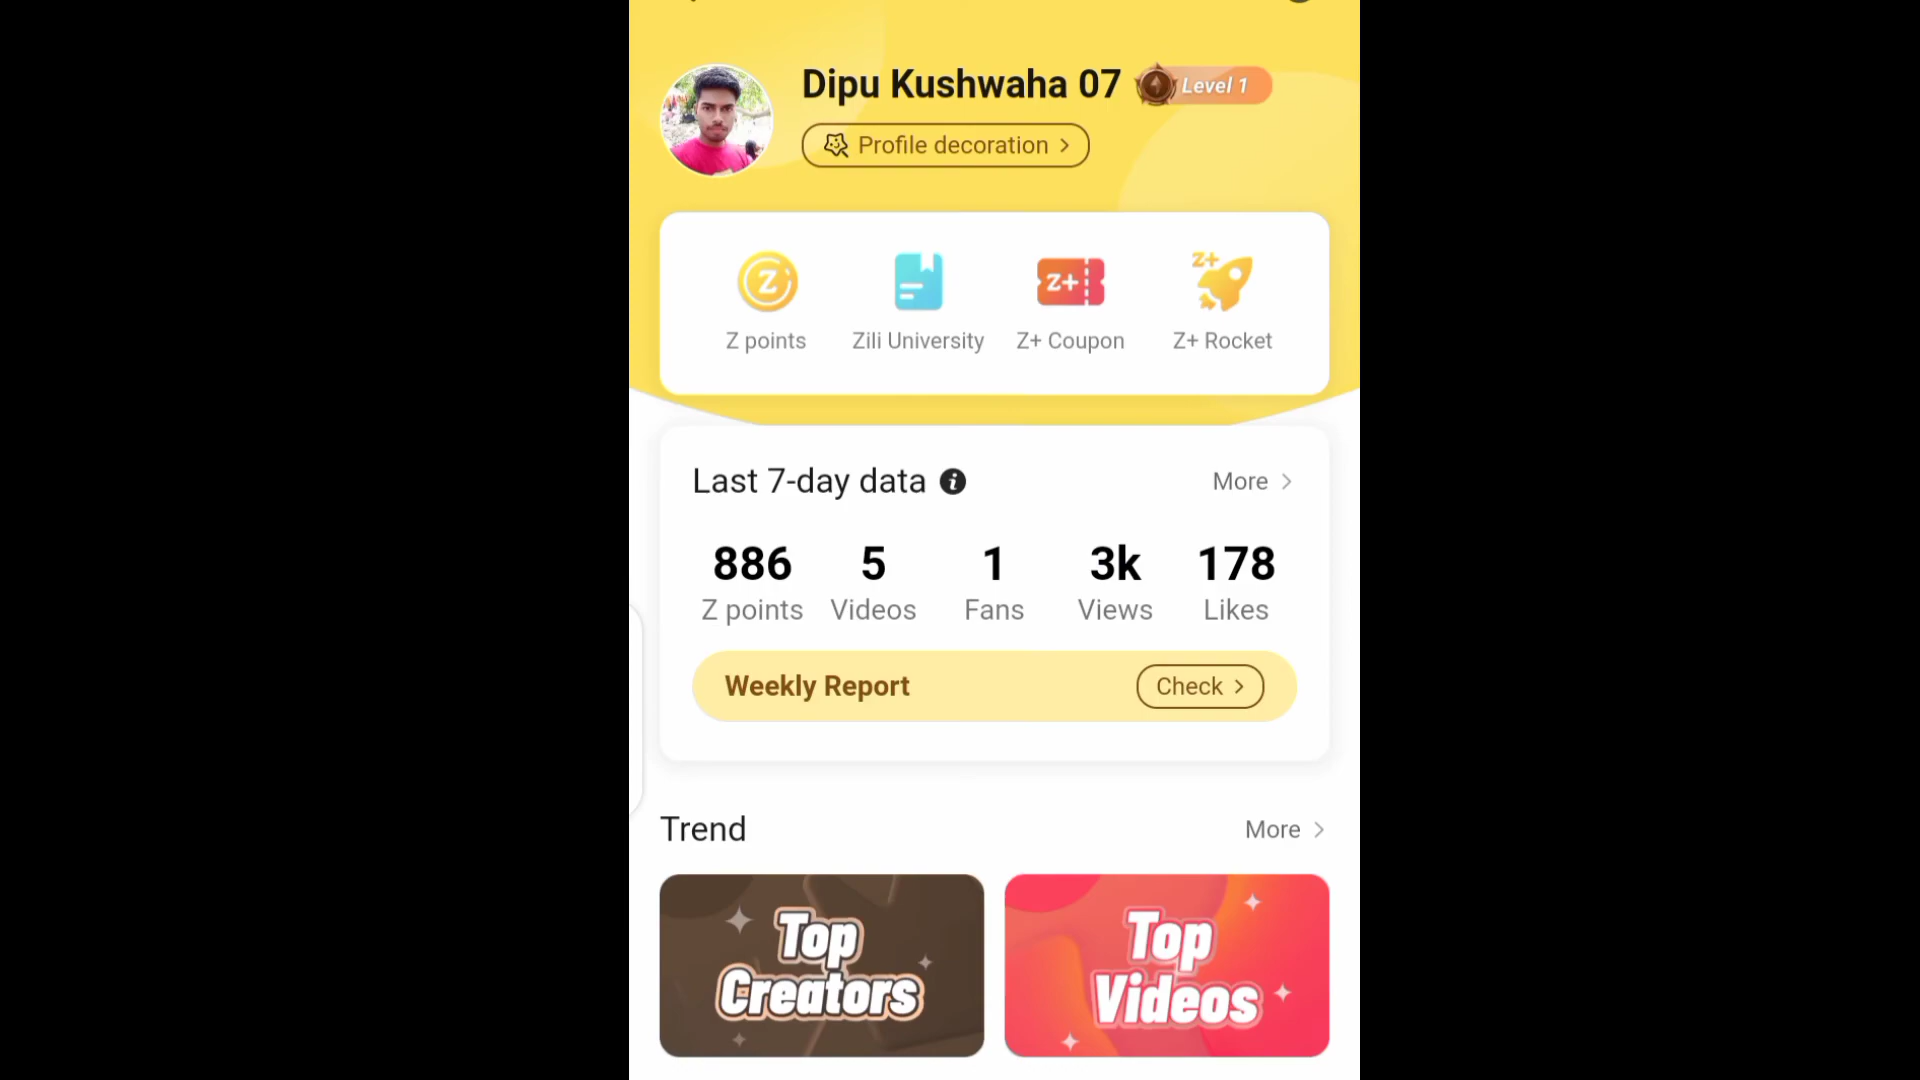 Dipu Kushwaha 07 Level 1
Profile decoration
Z
Z+
Z+
Z points Zili University Z+ Coupon Z+ Rocket
Last 7-day data More
886 5 1 3k 178
Z points Videos Fans Views Likes
Weekly Report Check
Trend More
Top
Creators
Top
Videos